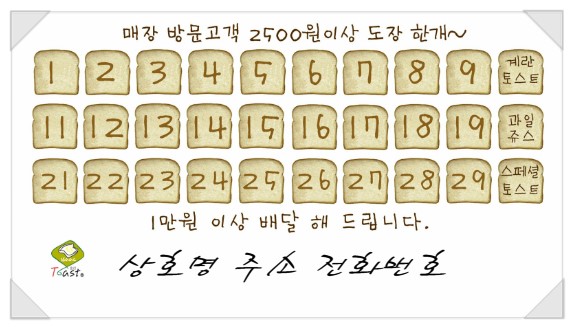 매장 방문고객 2500원이상 도장 한개~
1 2 3 4 5 6 7 8 9 계란 토스트
11 12 13 14 15 16 17 18 19 과일 쥬스
21 22 23 24 25 26 27 28 29 스페셜 토스트
1만원 이상 배달 해 드립니다.
Toast
상호명 주소 전화번호